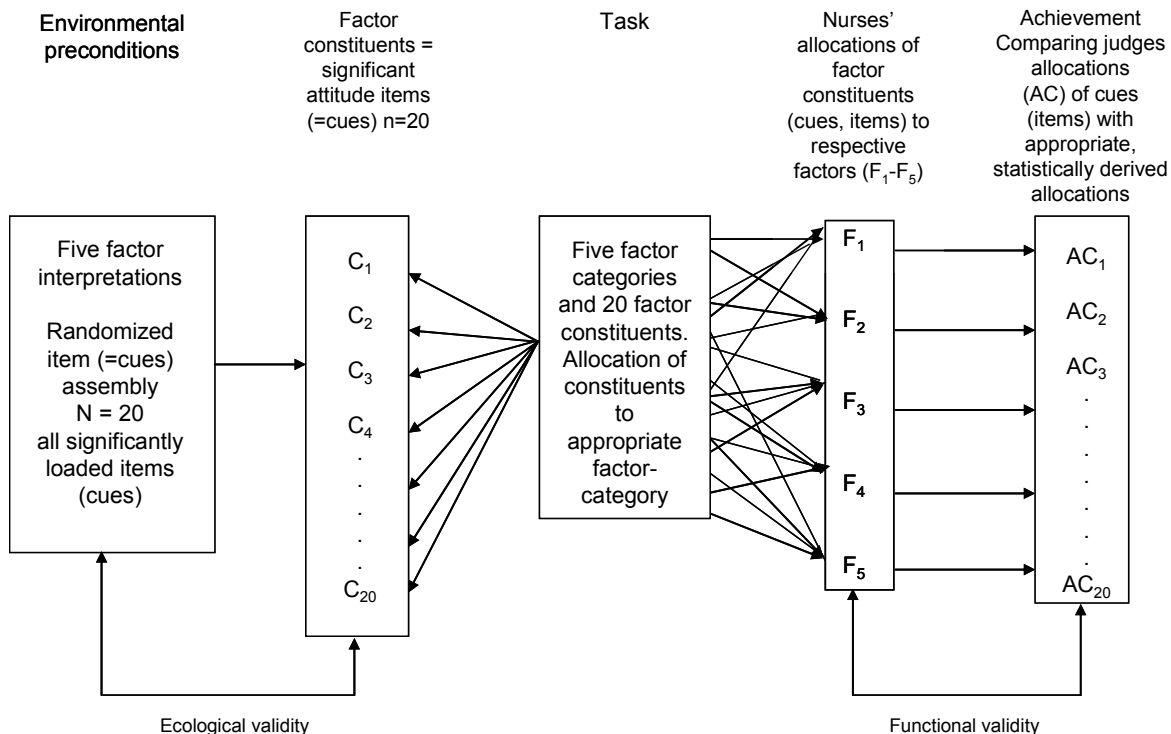 Environmental
preconditions
Factor
constituents =
significant
attitude items
(=cues) n=20
Task
Nurses’
allocations of
factor
constituents
(cues, items) to
respective
factors (F₁-F₅)
Achievement
Comparing judges
allocations
(AC) of cues
(items) with
appropriate,
statistically derived
allocations
Five factor
interpretations
Randomized
item (=cues)
assembly
N = 20
all significantly
loaded items
(cues)
C₁
C₂
C₃
C₄
.
.
.
.
C₂₀
Five factor
categories
and 20 factor
constituents.
Allocation of
constituents
to
appropriate
factor-
category
F₁
F₂
F₃
F₄
F₅
AC₁
AC₂
AC₃
.
.
.
.
.
.
AC₂₀
Ecological validity
Functional validity